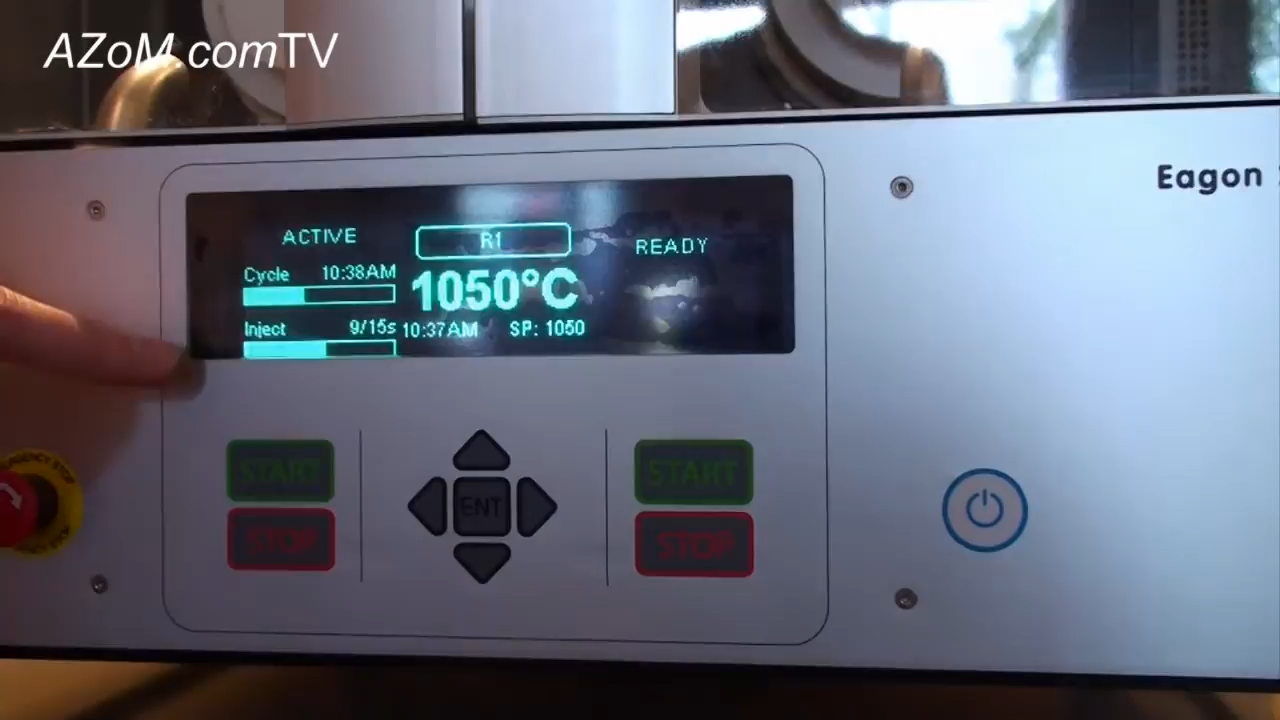 AZoM.comTV
Eagon
ACTIVE
R1
READY
Cycle 10:38AM
1050°C
Inject 9/15s
10:37AM SP: 1050
START
START
ENT
STOP
STOP